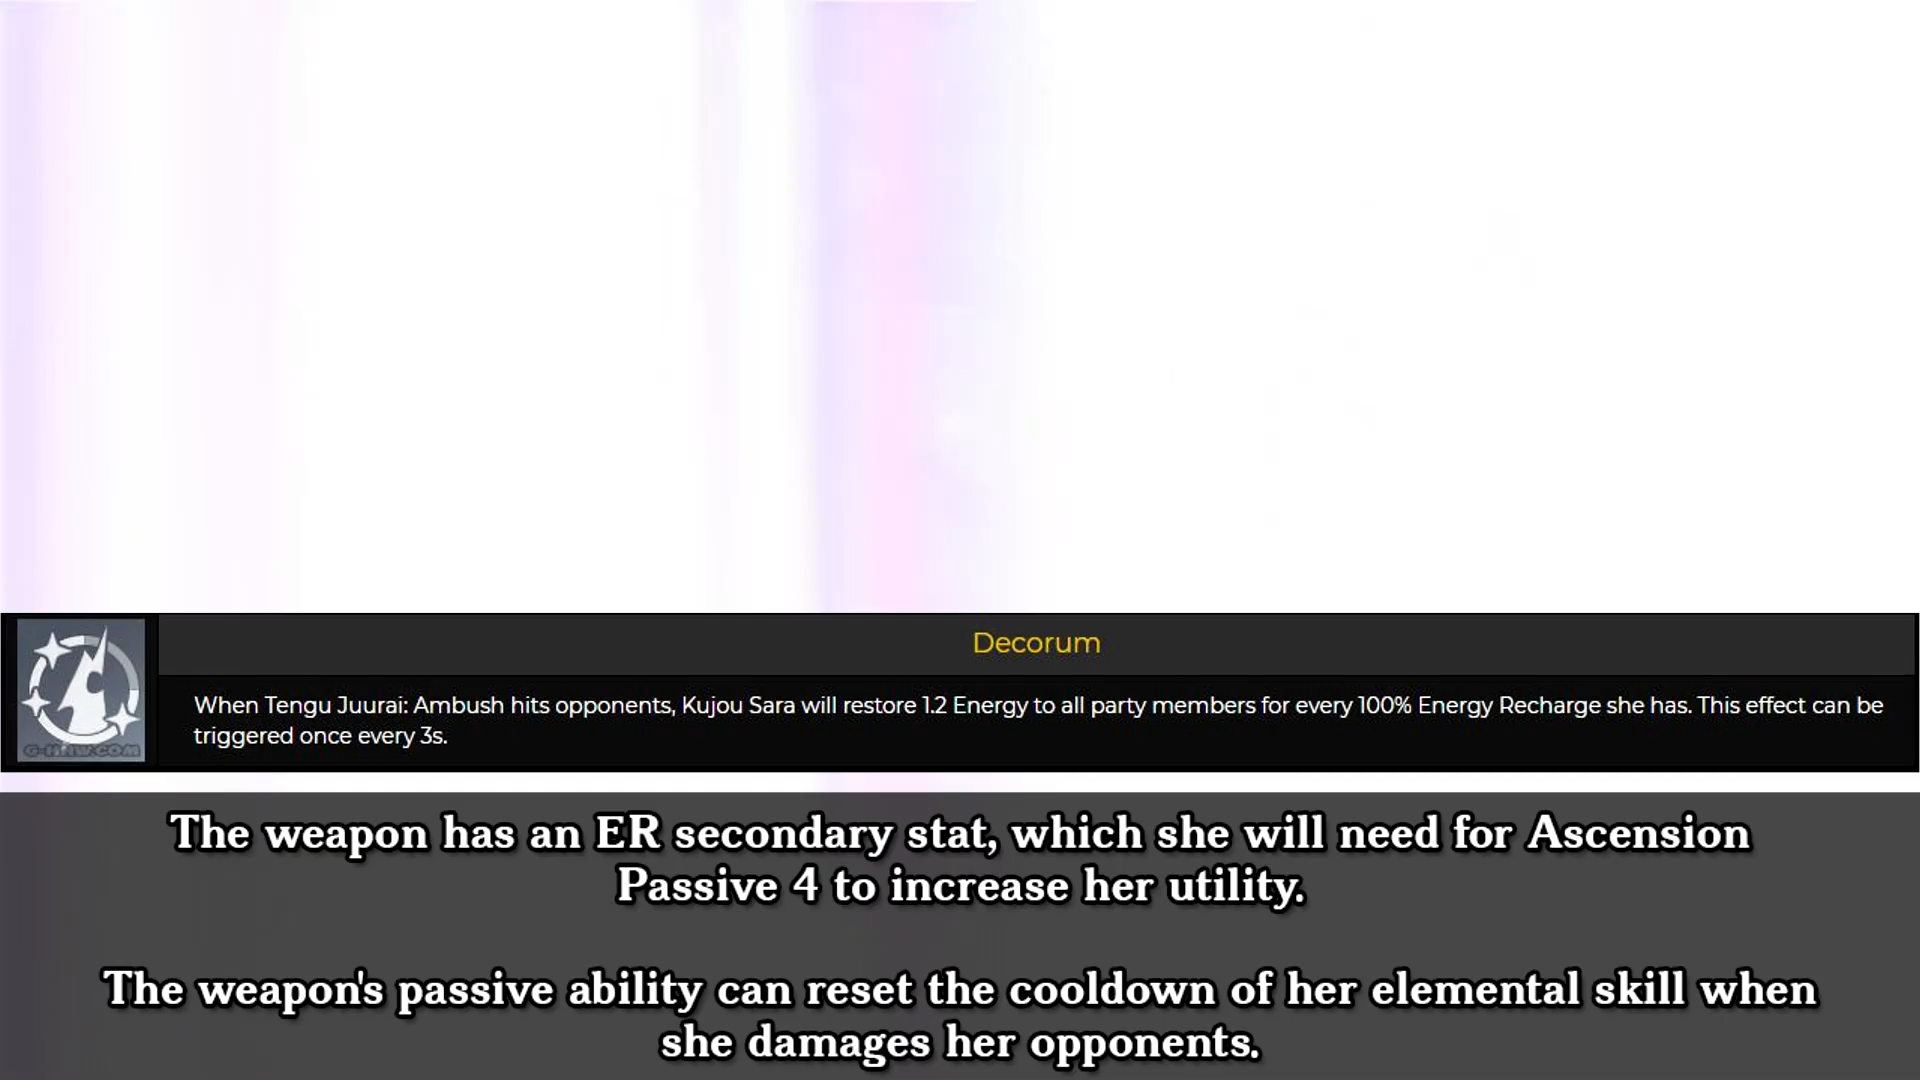 Decorum
When Tengu Juurai: Ambush hits opponents, Kujou Sara will restore 1.2 Energy to all party members for every 100% Energy Recharge she has. This effect can be
triggered once every 3s.
G-HNW.COM
The weapon has an ER secondary stat, which she will need for Ascension
Passive 4 to increase her utility.
The weapon's passive ability can reset the cooldown of her elemental skill when
she damages her opponents.